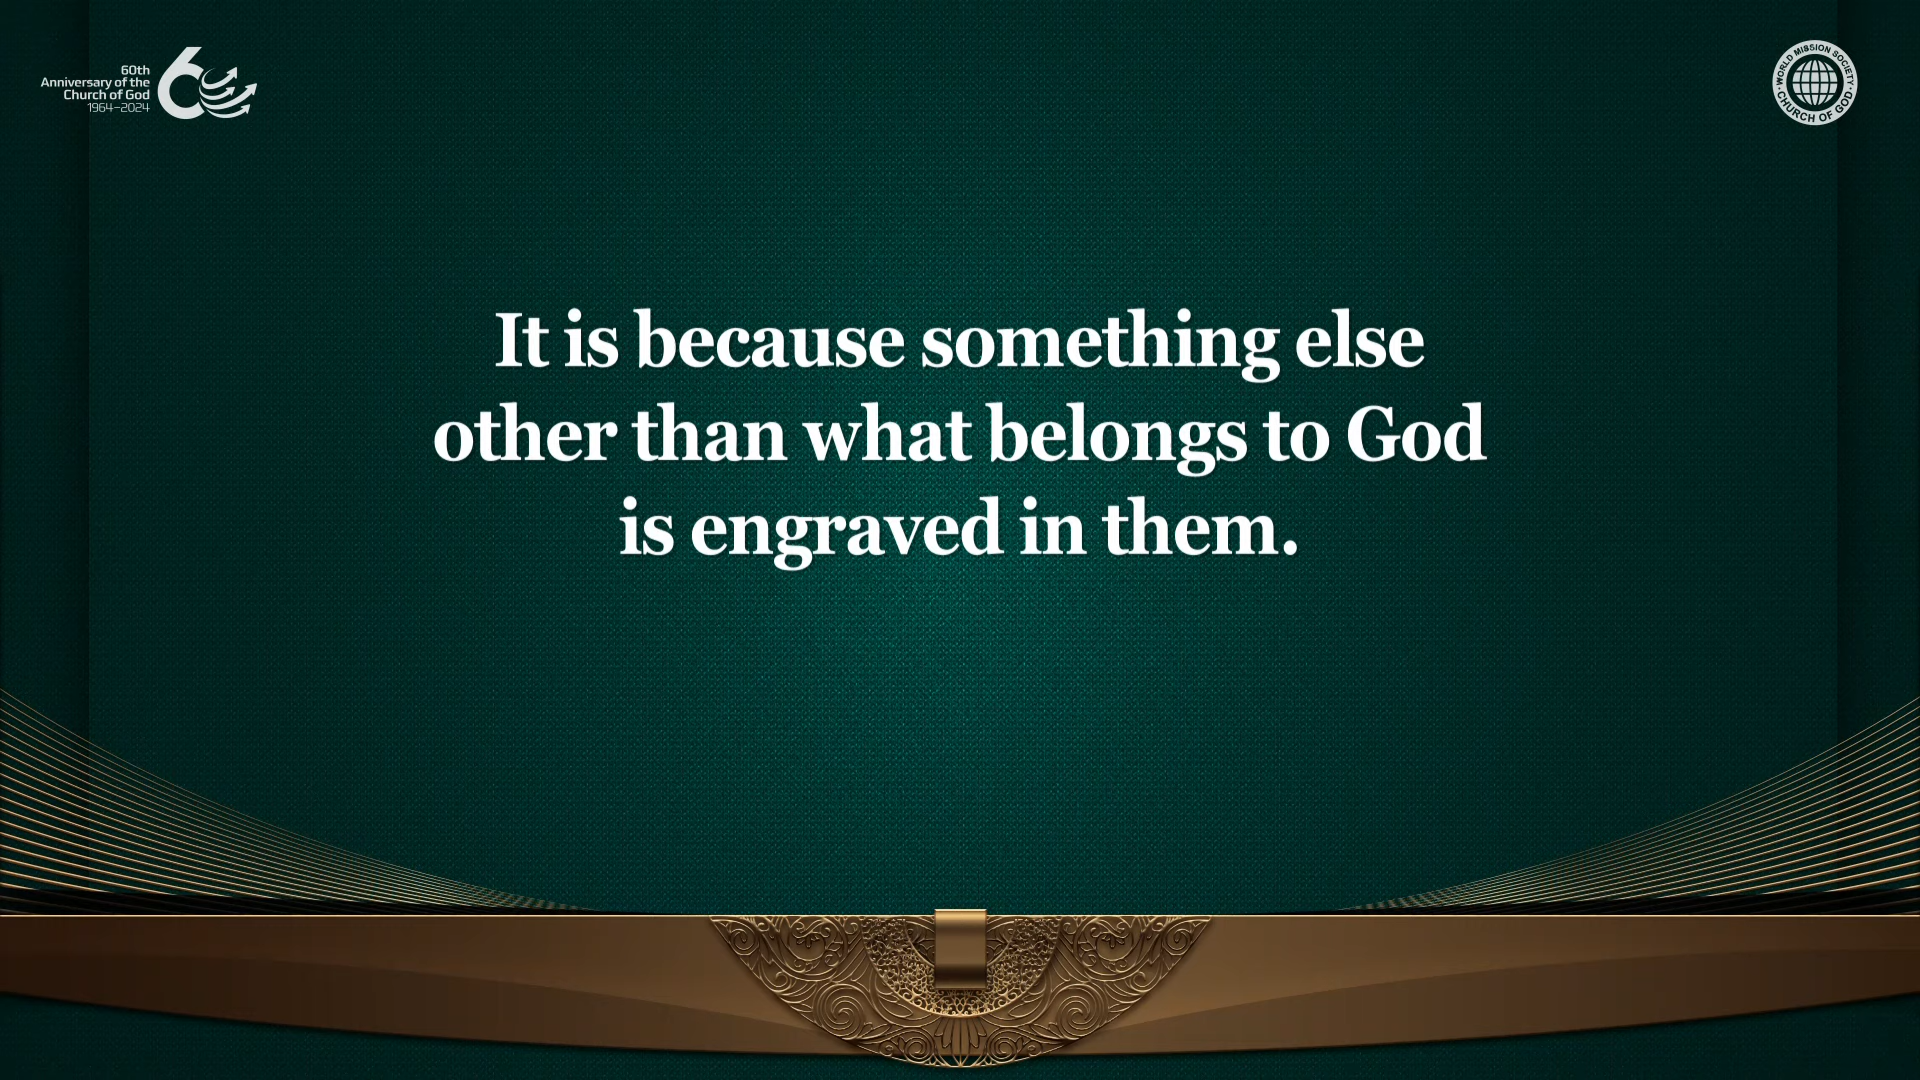 60th
Anniversary of the
Church of God
1964–2024
60
WORLD MISSION SOCIETY
CHURCH OF GOD
It is because something else
other than what belongs to God
is engraved in them.